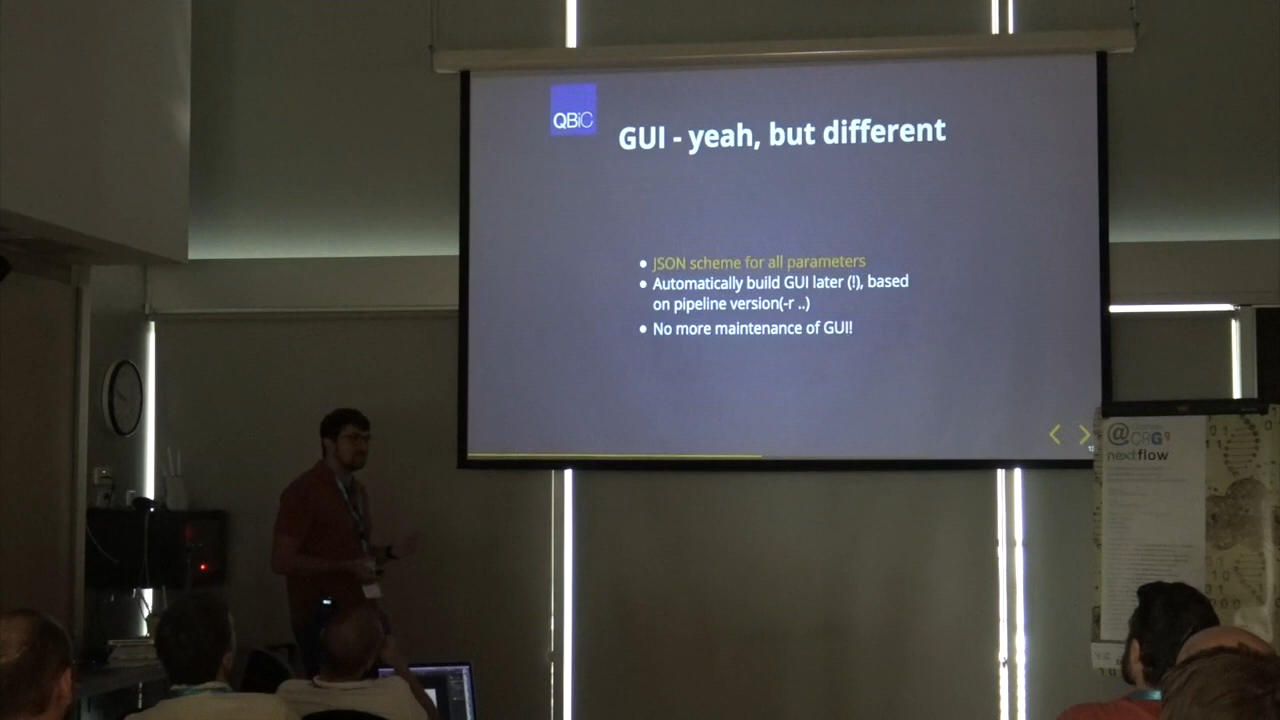 QBiC
GUI - yeah, but different
JSON scheme for all parameters
Automatically build GUI later (!), based
on pipeline version(-r ..)
No more maintenance of GUI!
@
CRG
nextflow